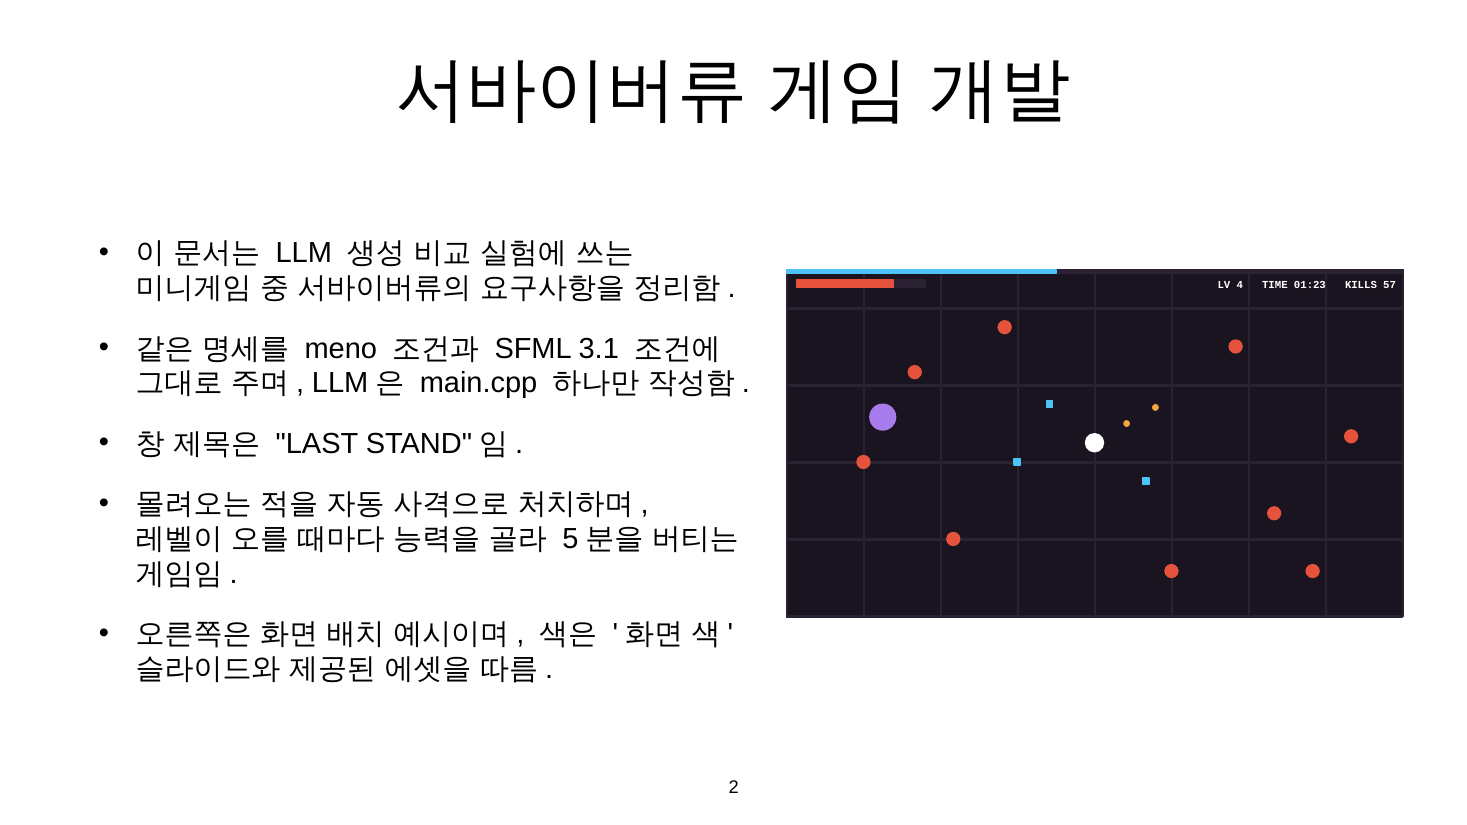 서바이버류 게임 개발
• 이 문서는 LLM 생성 비교 실험에 쓰는
미니게임 중 서바이버류의 요구사항을 정리함.
• 같은 명세를 meno 조건과 SFML 3.1 조건에
그대로 주며, LLM은 main.cpp 하나만 작성함.
• 창 제목은 "LAST STAND"임.
• 몰려오는 적을 자동 사격으로 처치하며,
레벨이 오를 때마다 능력을 골라 5분을 버티는
게임임.
• 오른쪽은 화면 배치 예시이며, 색은 '화면 색'
슬라이드와 제공된 에셋을 따름.
LV 4 TIME 01:23 KILLS 57
2